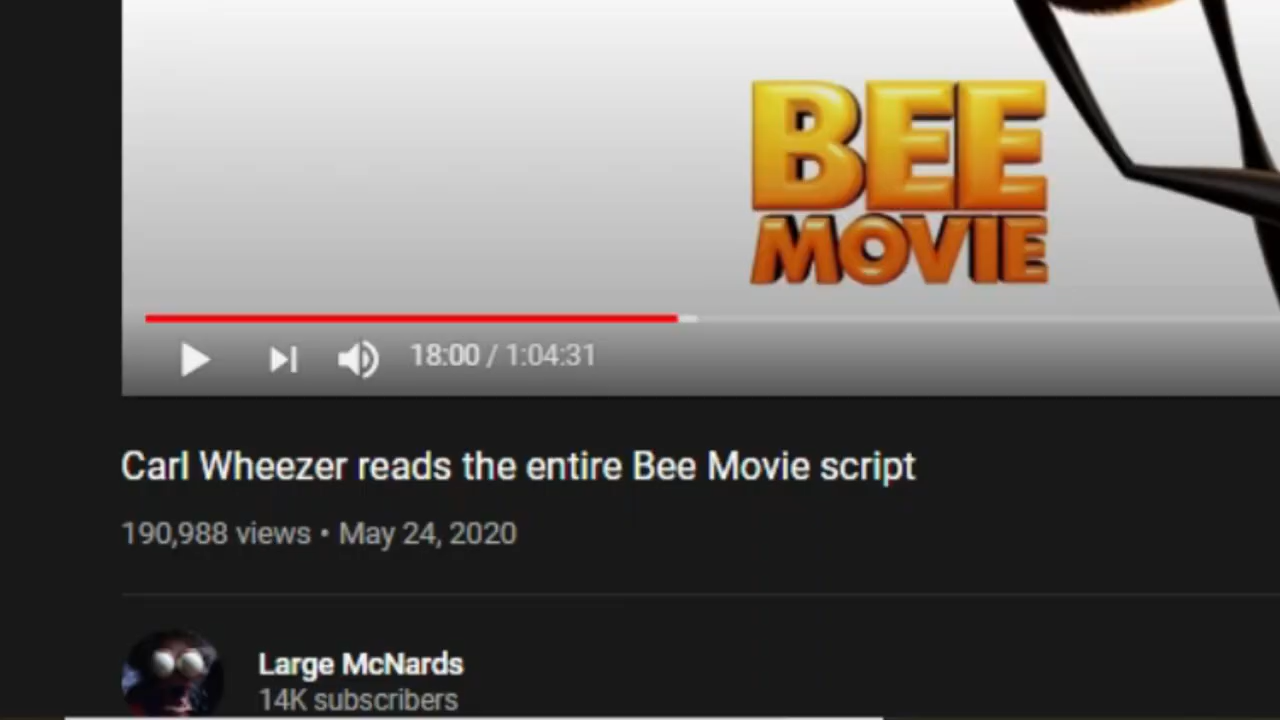 BEE
MOVIE
18:00 / 1:04:31
Carl Wheezer reads the entire Bee Movie script
190,988 views • May 24, 2020
Large McNards
14K subscribers